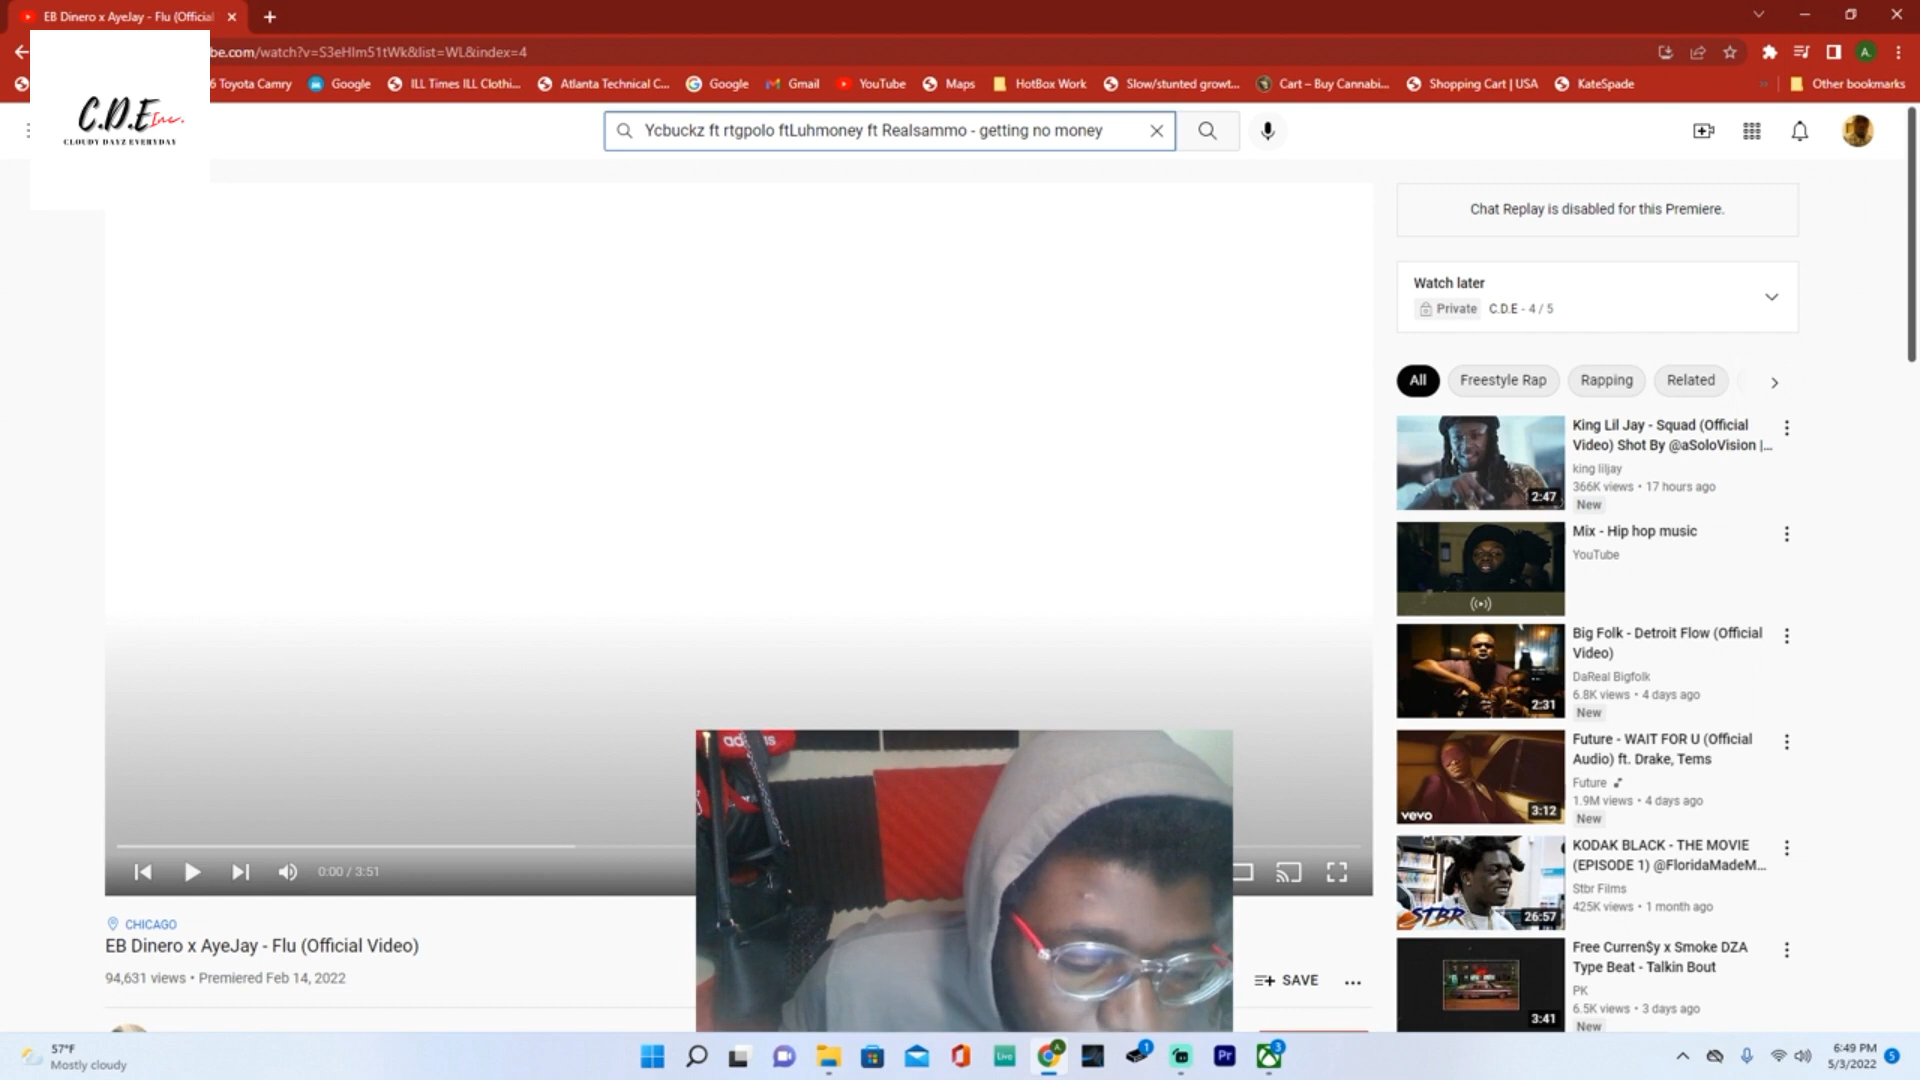 EB Dinero x AyeJay - Flu (Official
be.com/watch?v=S3eHIm51tWk&list=WL&index=4
A.
6 Toyota Camry
Google
ILL Times ILL Clothi...
Atlanta Technical C...
Google
Gmail
YouTube
Maps
HotBox Work
Slow/stunted growt...
Cart – Buy Cannabi...
Shopping Cart | USA
KateSpade
Other bookmarks
C.D.E Inc.
CLOUDY DAYZ EVERYDAY
Ycbuckz ft rtgpolo ftLuhmoney ft Realsammo - getting no money
Chat Replay is disabled for this Premiere.
Watch later
Private C.D.E - 4 / 5
All
Freestyle Rap
Rapping
Related
King Lil Jay - Squad (Official
Video) Shot By @aSoloVision |...
king liljay
366K views • 17 hours ago
New
2:47
Mix - Hip hop music
YouTube
Big Folk - Detroit Flow (Official
Video)
DaReal Bigfolk
6.8K views • 4 days ago
New
2:31
Future - WAIT FOR U (Official
Audio) ft. Drake, Tems
Future
1.9M views • 4 days ago
New
vevo
3:12
KODAK BLACK - THE MOVIE
(EPISODE 1) @FloridaMadeM...
Stbr Films
425K views • 1 month ago
STBR
26:57
Free Curren$y x Smoke DZA
Type Beat - Talkin Bout
PK
6.5K views • 3 days ago
New
3:41
adidas
0:00 / 3:51
CHICAGO
EB Dinero x AyeJay - Flu (Official Video)
94,631 views • Premiered Feb 14, 2022
SAVE
57°F
Mostly cloudy
Live
A.
1
Pr
3
6:49 PM
5/3/2022
5